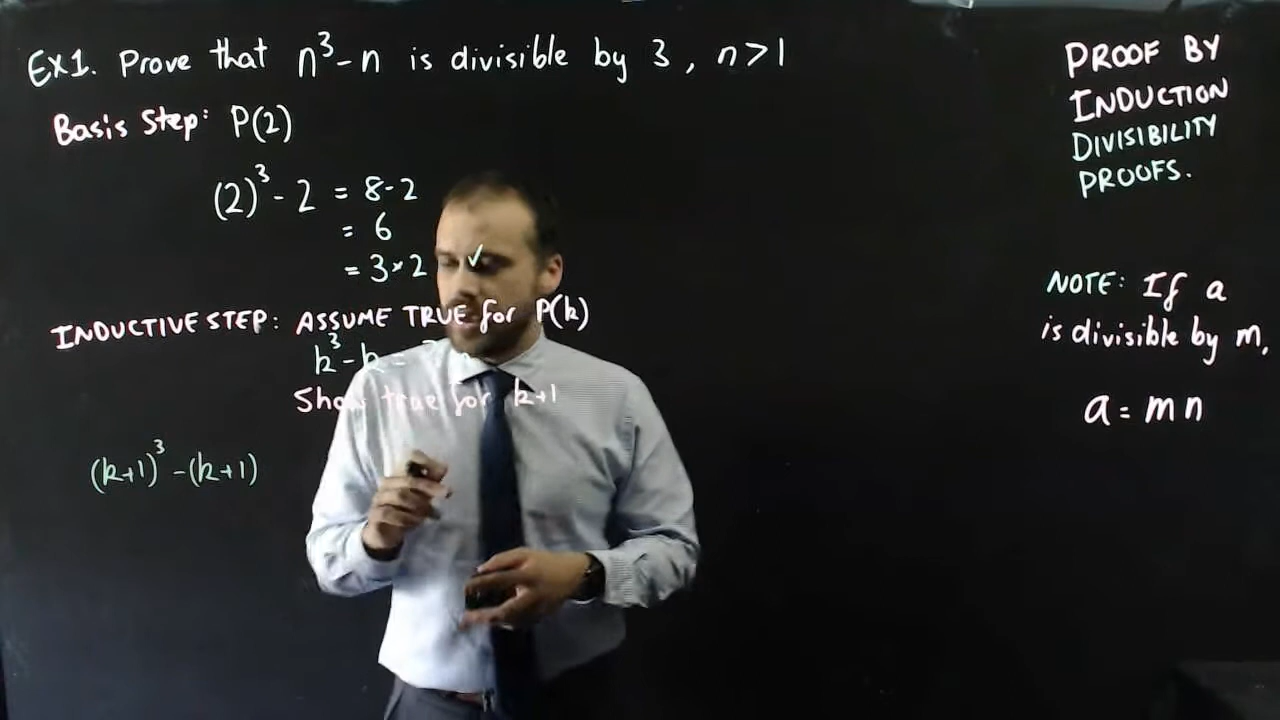 Ex1. Prove that n³-n is divisible by 3, n>1
Basis Step: P(2)
(2)³-2 = 8-2
= 6
= 3×2 ✓
INDUCTIVE STEP: ASSUME TRUE for P(k)
k³-k =
Show true for k+1
(k+1)³-(k+1)
PROOF BY
INDUCTION
DIVISIBILITY
PROOFS.
NOTE: If a
is divisible by m,
a = mn